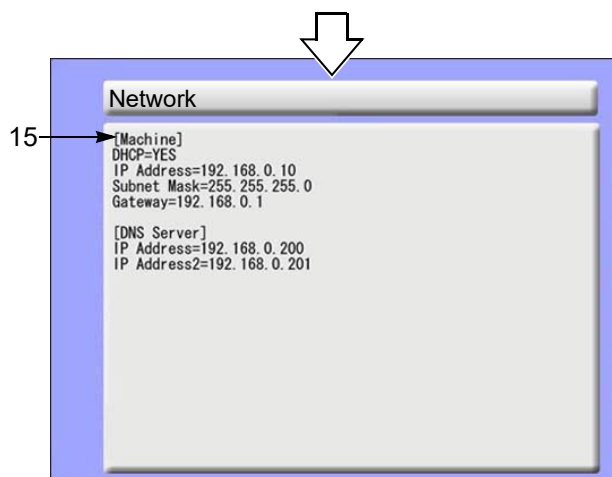 Network
15
[Machine]
DHCP=YES
IP Address=192.168.0.10
Subnet Mask=255.255.255.0
Gateway=192.168.0.1
[DNS Server]
IP Address=192.168.0.200
IP Address2=192.168.0.201